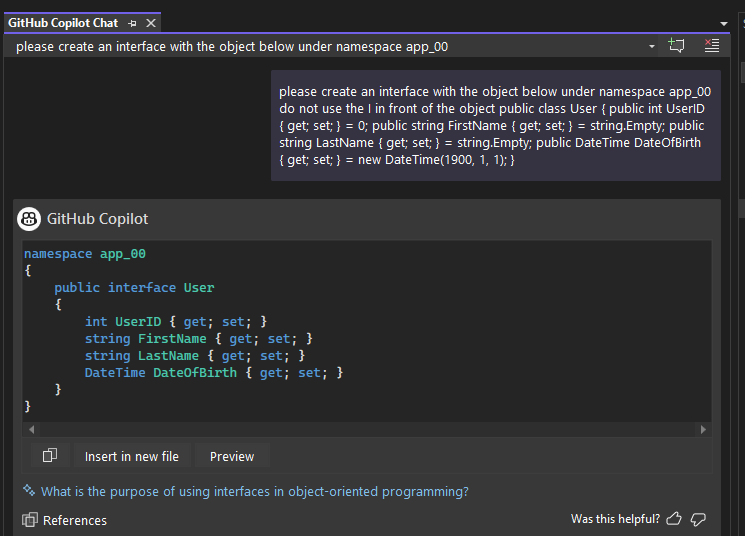 GitHub Copilot Chat
please create an interface with the object below under namespace app_00
please create an interface with the object below under namespace app_00
do not use the I in front of the object public class User { public int UserID
{ get; set; } = 0; public string FirstName { get; set; } = string.Empty; public
string LastName { get; set; } = string.Empty; public DateTime DateOfBirth
{ get; set; } = new DateTime(1900, 1, 1); }
GitHub Copilot
namespace app_00
{
    public interface User
    {
        int UserID { get; set; }
        string FirstName { get; set; }
        string LastName { get; set; }
        DateTime DateOfBirth { get; set; }
    }
}
Insert in new file Preview
What is the purpose of using interfaces in object-oriented programming?
References Was this helpful?